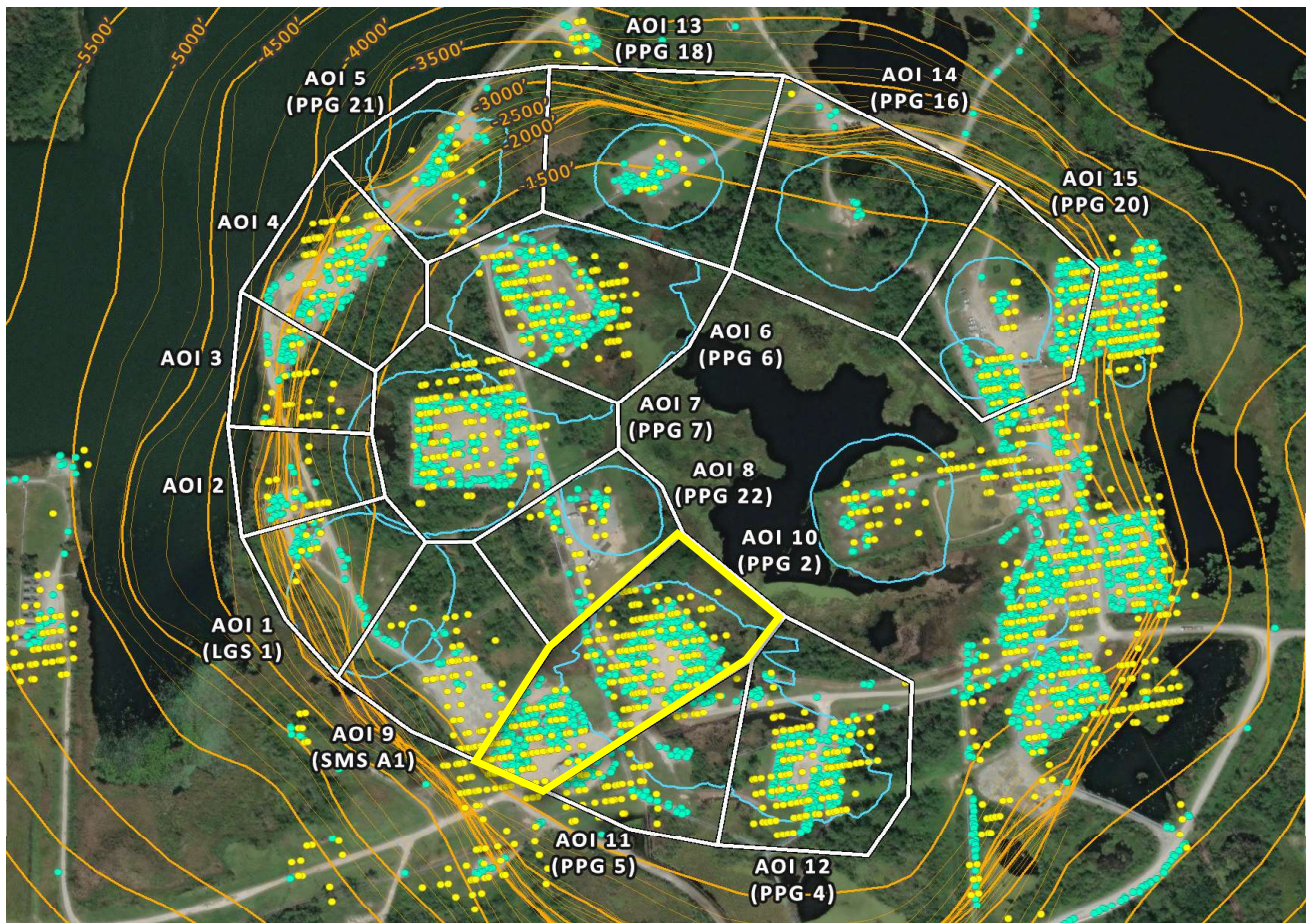 -5500'
-5000'
-4500'
-4000'
-3500'
-3000'
-2500'
-2000'
-1500'
AOI 13
(PPG 18)
AOI 5
(PPG 21)
AOI 14
(PPG 16)
AOI 15
(PPG 20)
AOI 4
AOI 3
AOI 6
(PPG 6)
AOI 7
(PPG 7)
AOI 2
AOI 8
(PPG 22)
AOI 10
(PPG 2)
AOI 1
(LGS 1)
AOI 9
(SMS A1)
AOI 11
(PPG 5)
AOI 12
(PPG 4)